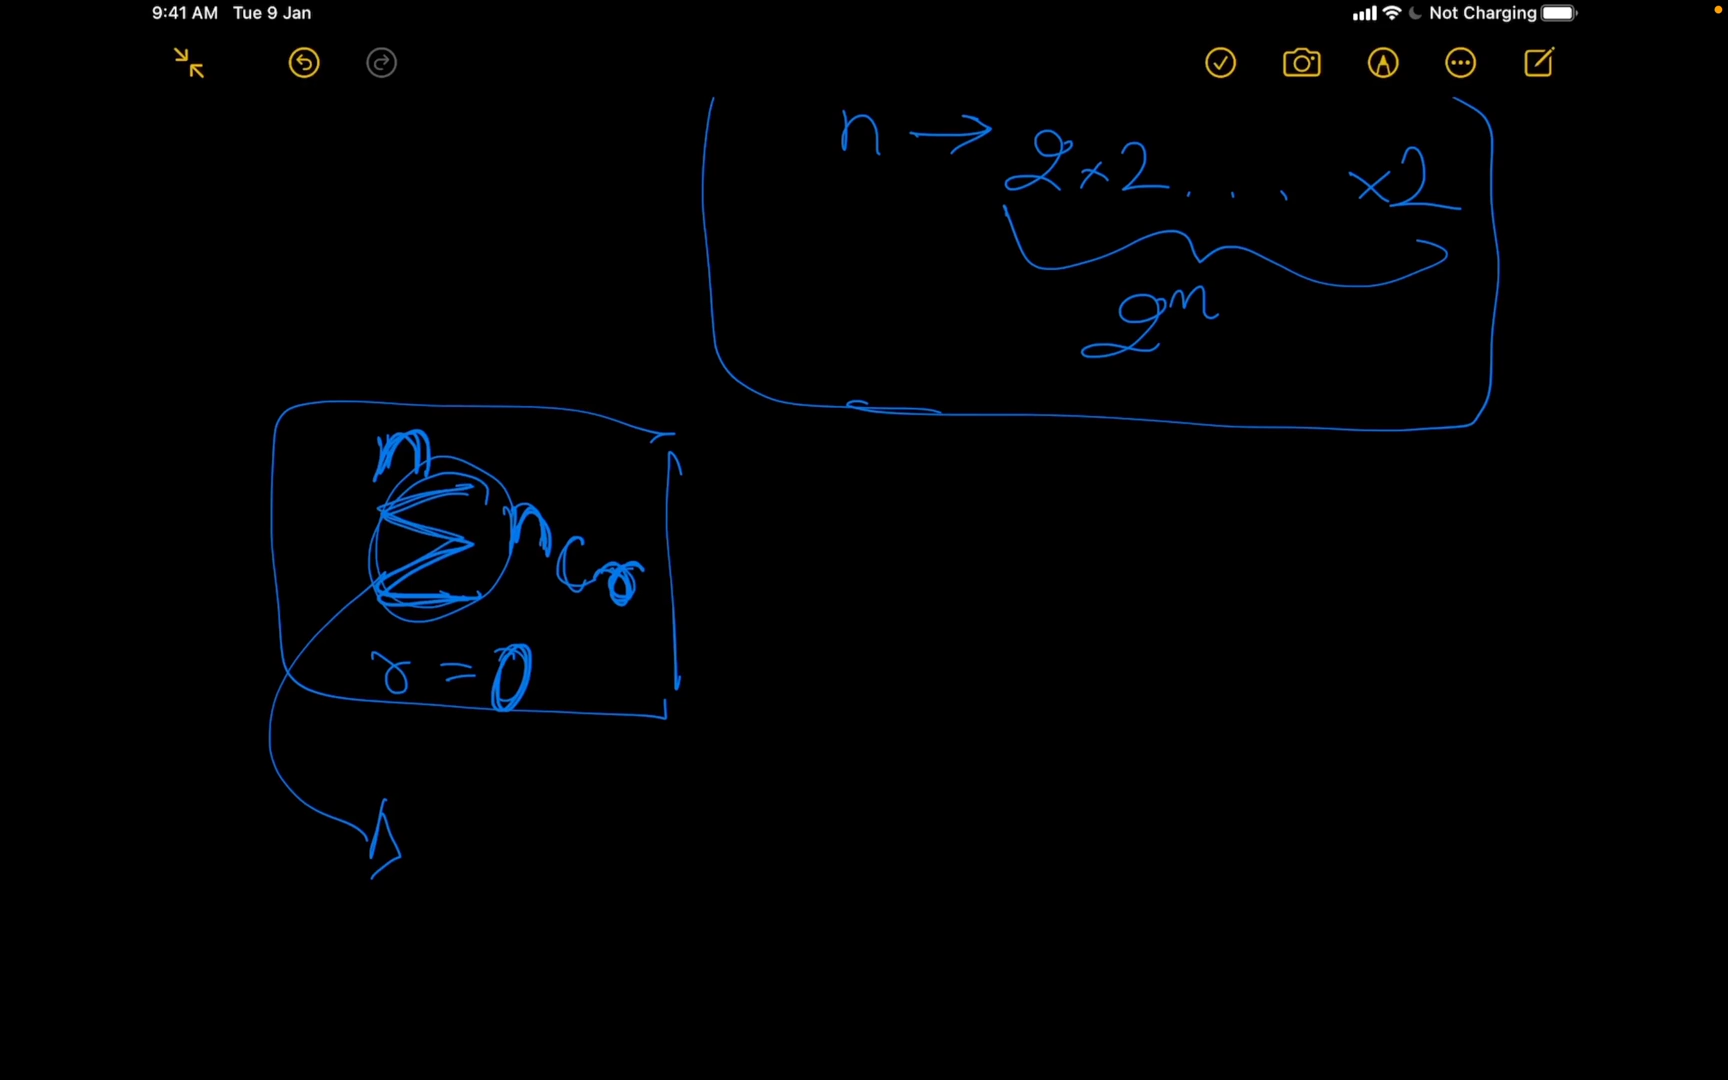 9:41 AM Tue 9 Jan
Not Charging
n → 2 × 2 . . . × 2
2ⁿ
n
Σ nCr
r = 0